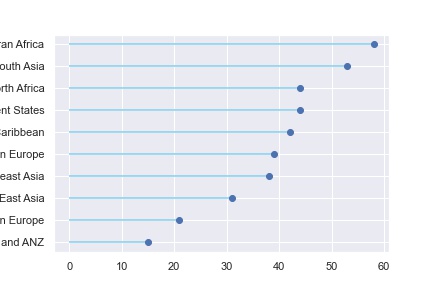 ran Africa
outh Asia
orth Africa
ent States
Caribbean
n Europe
east Asia
East Asia
n Europe
and ANZ
0 10 20 30 40 50 60